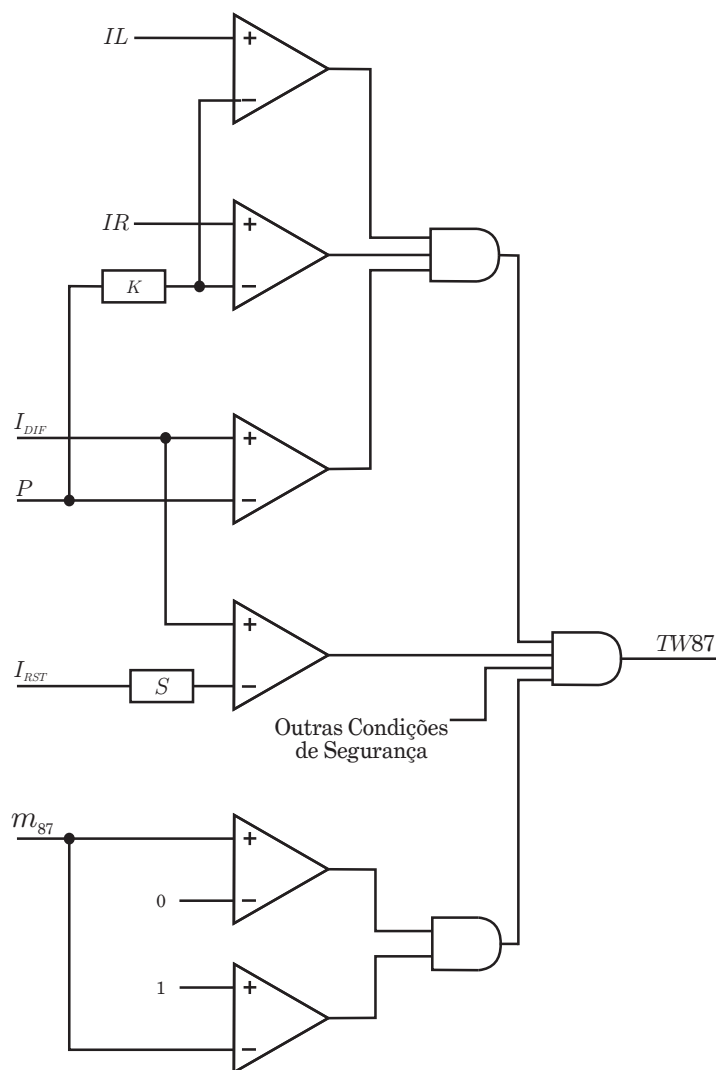 IL
+
−
IR
+
K
−
I_DIF
+
P
−
+
TW87
I_RST
S
−
Outras Condições
de Segurança
m_87
+
0
−
1
+
−